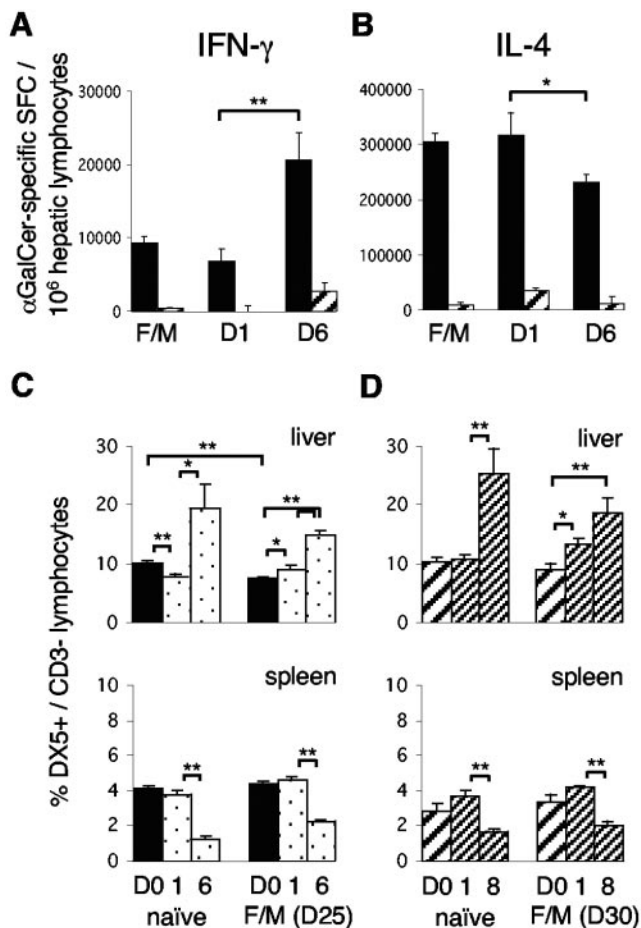 A
B
IFN-γ
IL-4
αGalCer-specific SFC /
10⁶ hepatic lymphocytes
30000
20000
10000
0
**
F/M D1 D6
400000
300000
200000
100000
0
*
F/M D1 D6
C
D
% DX5+ / CD3- lymphocytes
liver
30
20
10
0
**
*
**
**
*
liver
30
20
10
0
**
**
*
spleen
10
8
6
4
2
0
**
**
D0 1 6 D0 1 6
naïve F/M (D25)
spleen
10
8
6
4
2
0
**
**
D0 1 8 D0 1 8
naïve F/M (D30)